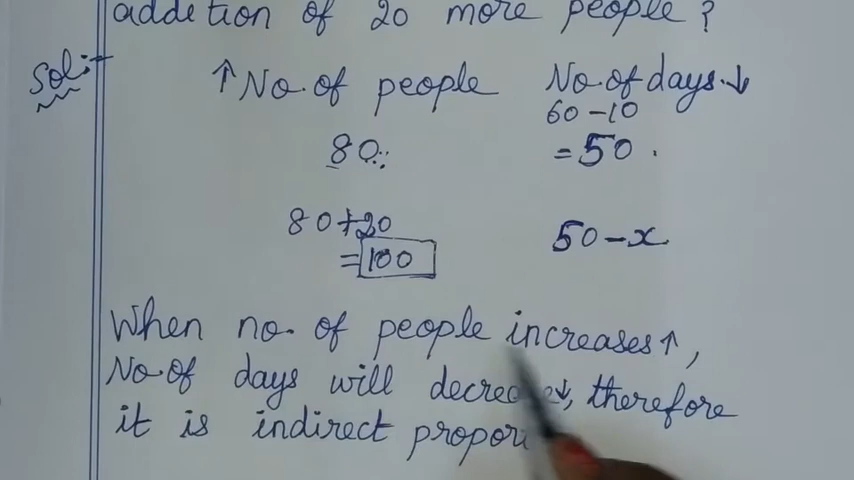 addetion of 20 more people?
Sol:-
↑ No. of people No. of days. ↓
60-10
80 = 50.
80+20 50-x
= 100
When no. of people increases ↑,
No. of days will decrease ↓, therefore
it is indirect propor